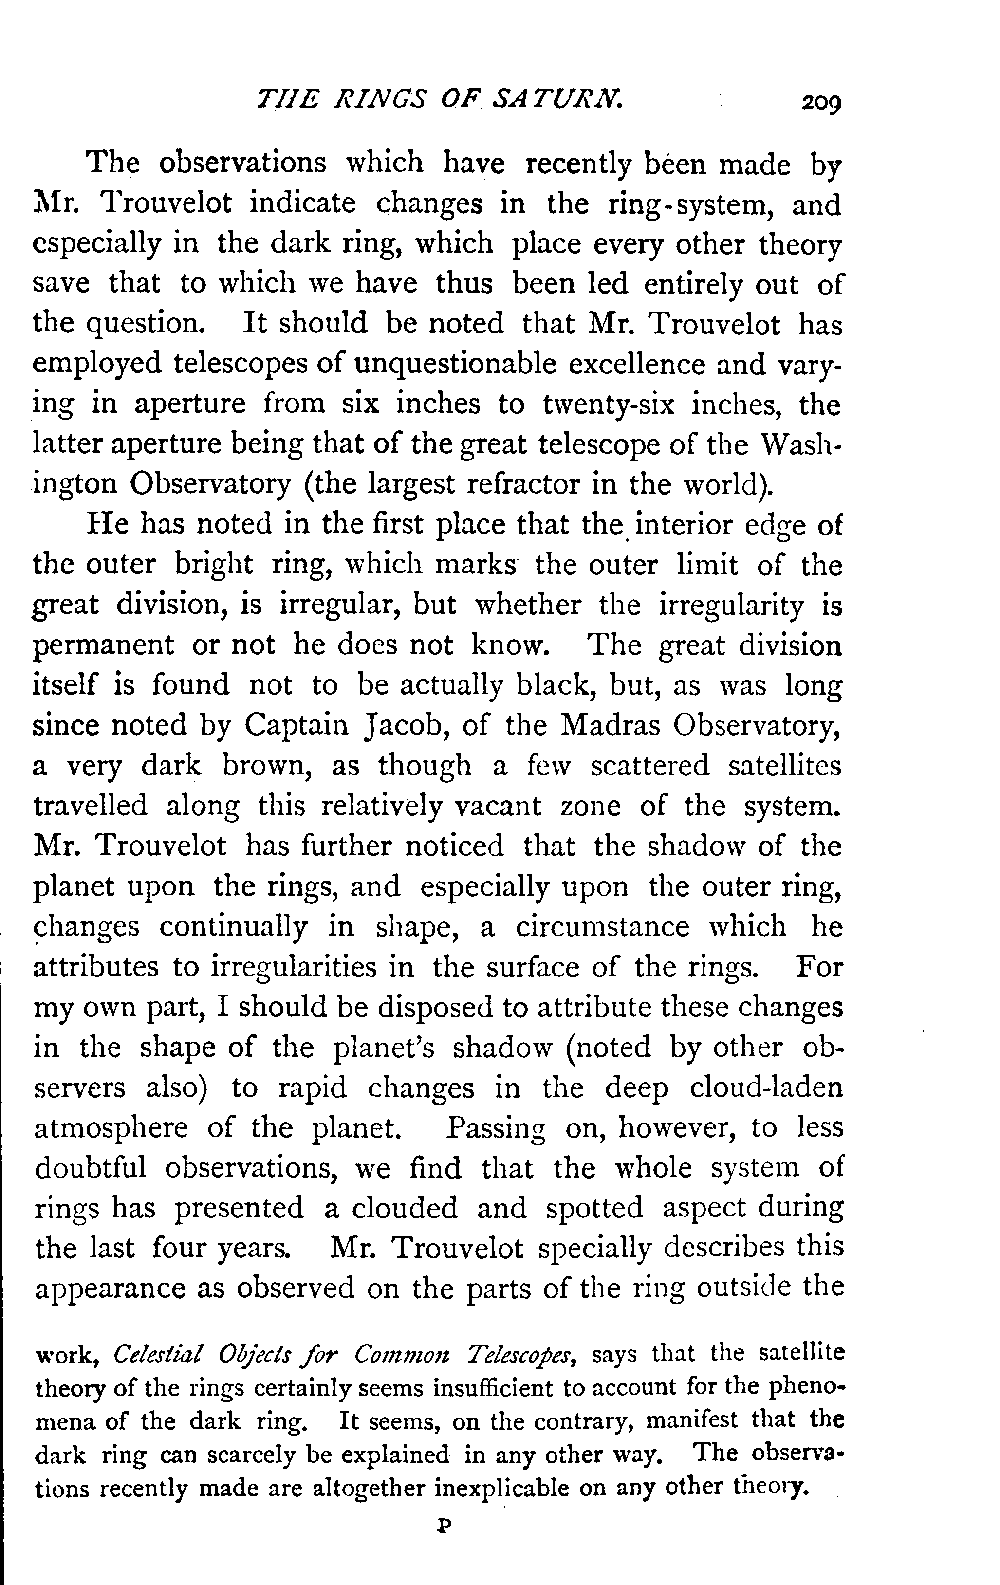 THE RINGS OF SATURN. 209
The observations which have recently been made by
Mr. Trouvelot indicate changes in the ring-system, and
especially in the dark ring, which place every other theory
save that to which we have thus been led entirely out of
the question. It should be noted that Mr. Trouvelot has
employed telescopes of unquestionable excellence and vary-
ing in aperture from six inches to twenty-six inches, the
latter aperture being that of the great telescope of the Wash-
ington Observatory (the largest refractor in the world).
He has noted in the first place that the interior edge of
the outer bright ring, which marks the outer limit of the
great division, is irregular, but whether the irregularity is
permanent or not he does not know. The great division
itself is found not to be actually black, but, as was long
since noted by Captain Jacob, of the Madras Observatory,
a very dark brown, as though a few scattered satellites
travelled along this relatively vacant zone of the system.
Mr. Trouvelot has further noticed that the shadow of the
planet upon the rings, and especially upon the outer ring,
changes continually in shape, a circumstance which he
attributes to irregularities in the surface of the rings. For
my own part, I should be disposed to attribute these changes
in the shape of the planet's shadow (noted by other ob-
servers also) to rapid changes in the deep cloud-laden
atmosphere of the planet. Passing on, however, to less
doubtful observations, we find that the whole system of
rings has presented a clouded and spotted aspect during
the last four years. Mr. Trouvelot specially describes this
appearance as observed on the parts of the ring outside the
work, Celestial Objects for Common Telescopes, says that the satellite
theory of the rings certainly seems insufficient to account for the pheno-
mena of the dark ring. It seems, on the contrary, manifest that the
dark ring can scarcely be explained in any other way. The observa-
tions recently made are altogether inexplicable on any other theory.
P